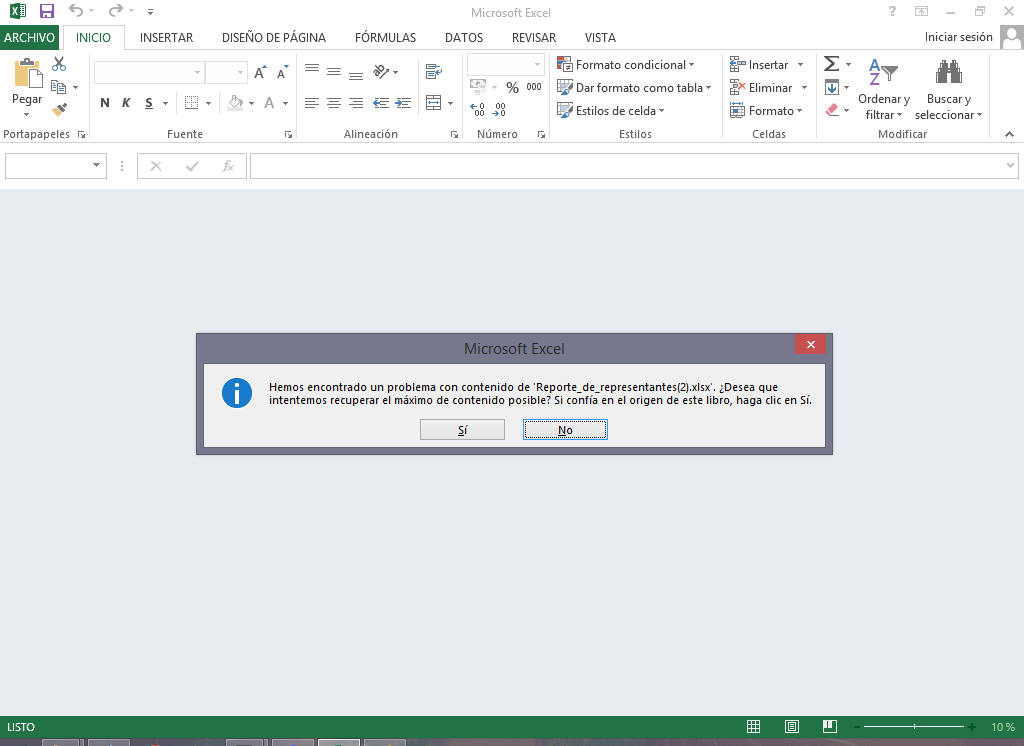 Microsoft Excel
?
ARCHIVO INICIO INSERTAR DISEÑO DE PÁGINA FÓRMULAS DATOS REVISAR VISTA Iniciar sesión
Pegar
N K S
A A
A
% 000
Formato condicional
Dar formato como tabla
Estilos de celda
Insertar
Eliminar
Formato
Ordenar y
filtrar
Buscar y
seleccionar
Portapapeles Fuente Alineación Número Estilos Celdas Modificar
fx
Microsoft Excel
Hemos encontrado un problema con contenido de 'Reporte_de_representantes(2).xlsx'. ¿Desea que
intentemos recuperar el máximo de contenido posible? Si confía en el origen de este libro, haga clic en Sí.
Sí No
LISTO 10 %